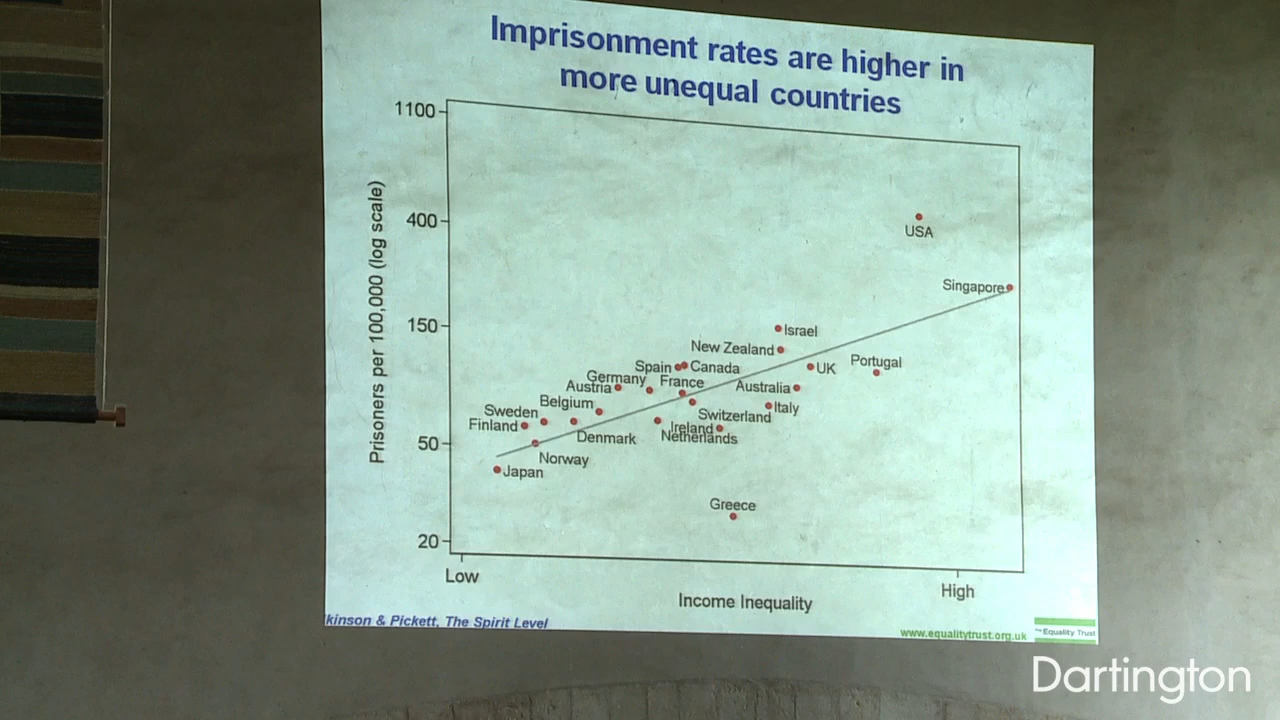 Imprisonment rates are higher in
more unequal countries
1100
400
150
50
20
Prisoners per 100,000 (log scale)
USA
Singapore
Israel
New Zealand
Spain
Canada
UK
Portugal
Germany
France
Austria
Australia
Belgium
Italy
Sweden
Switzerland
Finland
Ireland
Denmark
Netherlands
Norway
Japan
Greece
Low
High
Income Inequality
kinson & Pickett, The Spirit Level
www.equalitytrust.org.uk
The Equality Trust
Dartington